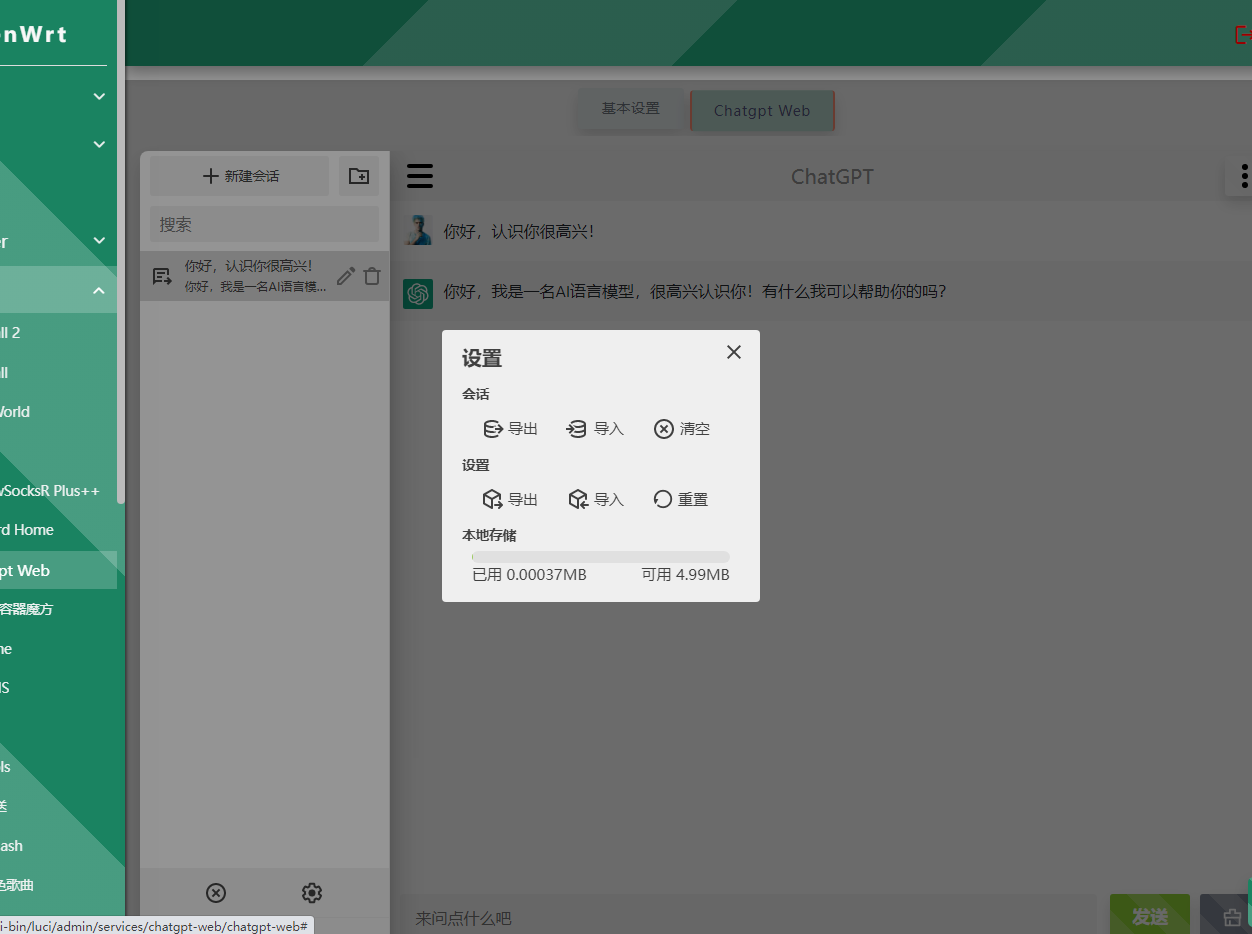 nWrt
基本设置
Chatgpt Web
新建会话
搜索
你好，认识你很高兴！
你好，我是一名AI语言模...
ChatGPT
你好，认识你很高兴！
你好，我是一名AI语言模型，很高兴认识你！有什么我可以帮助你的吗？
设置
会话
导出 导入 清空
设置
导出 导入 重置
本地存储
已用 0.00037MB 可用 4.99MB
r
ll 2
ll
World
wSocksR Plus++
rd Home
pt Web
容器魔方
ne
IS
ls
送
ash
色歌曲
来问点什么吧
发送
i-bin/luci/admin/services/chatgpt-web/chatgpt-web#